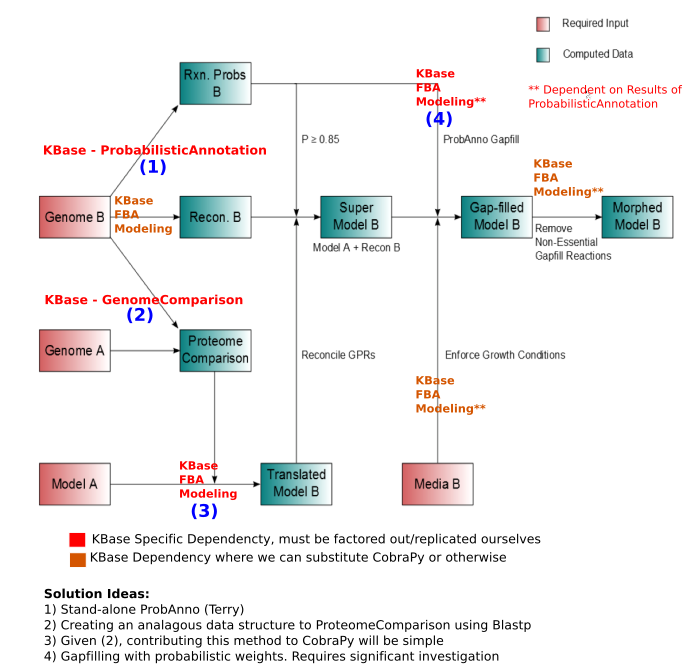 Required Input
Computed Data
** Dependent on Results of
ProbabilisticAnnotation
Rxn. Probs
B
KBase
FBA
Modeling**
(4)
P ≥ 0.85
ProbAnno Gapfill
KBase - ProbabilisticAnnotation
(1)
KBase
FBA
Modeling**
Genome B
KBase
FBA
Modeling
Recon. B
Super
Model B
Model A + Recon B
Gap-filled
Model B
Remove
Non-Essential
Gapfill Reactions
Morphed
Model B
KBase - GenomeComparison
(2)
Genome A
Proteome
Comparison
Reconcile GPRs
Enforce Growth Conditions
KBase
FBA
Modeling**
Model A
KBase
FBA
Modeling
(3)
Translated
Model B
Media B
KBase Specific Dependencty, must be factored out/replicated ourselves
KBase Dependency where we can substitute CobraPy or otherwise
Solution Ideas:
1) Stand-alone ProbAnno (Terry)
2) Creating an analagous data structure to ProteomeComparison using Blastp
3) Given (2), contributing this method to CobraPy will be simple
4) Gapfilling with probabilistic weights. Requires significant investigation